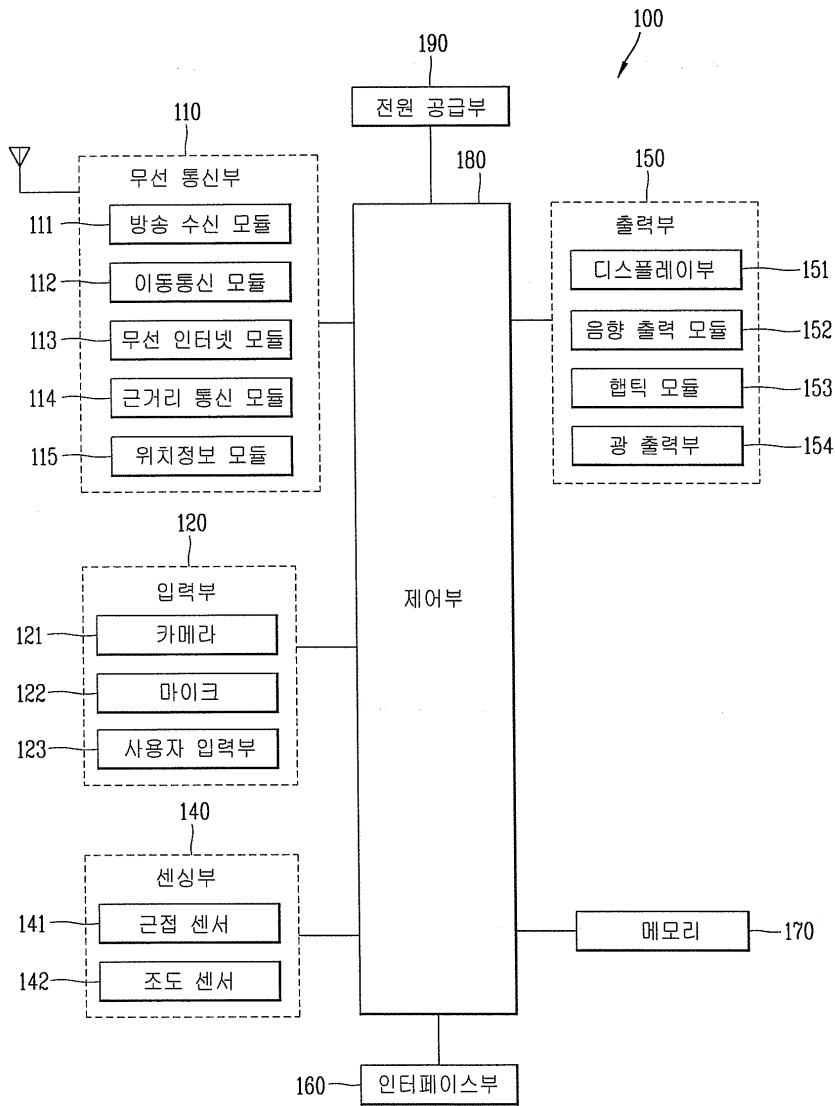 100
190
전원 공급부
110
무선 통신부
111 방송 수신 모듈
112 이동통신 모듈
113 무선 인터넷 모듈
114 근거리 통신 모듈
115 위치정보 모듈
180
제어부
150
출력부
디스플레이부 151
음향 출력 모듈 152
햅틱 모듈 153
광 출력부 154
120
입력부
121 카메라
122 마이크
123 사용자 입력부
140
센싱부
141 근접 센서
142 조도 센서
메모리 170
160 인터페이스부